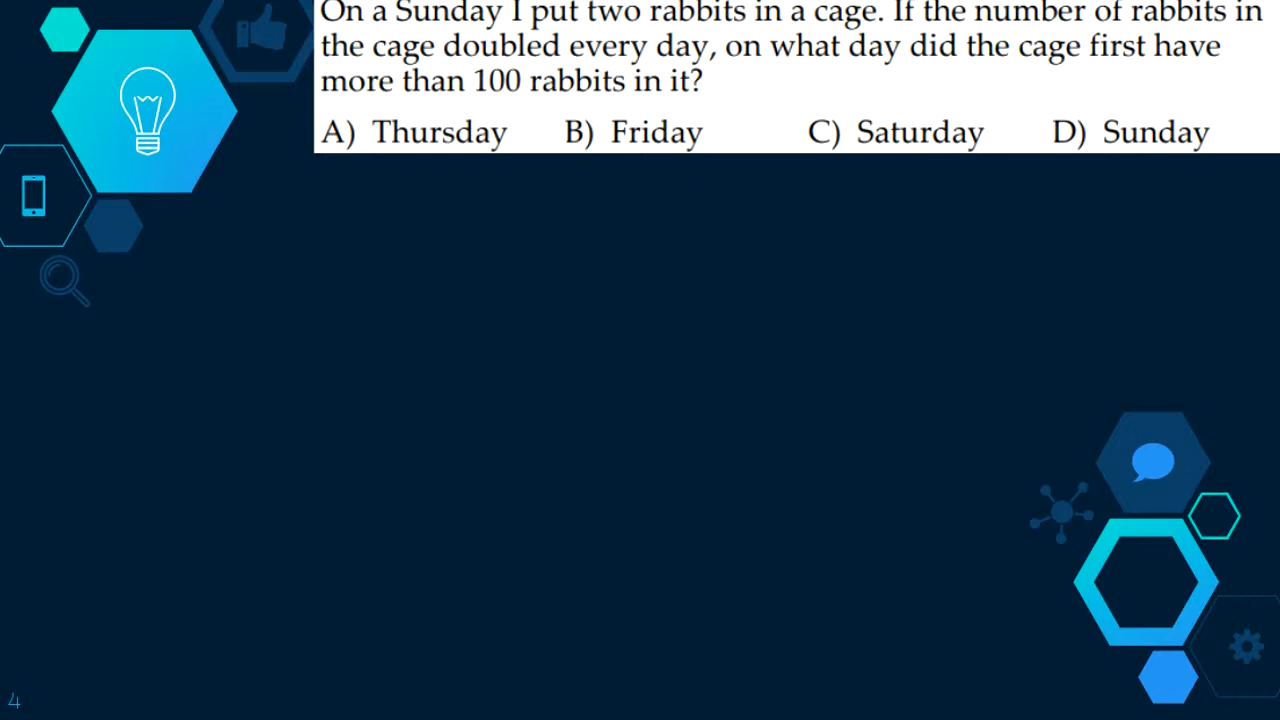 On a Sunday I put two rabbits in a cage. If the number of rabbits in
the cage doubled every day, on what day did the cage first have
more than 100 rabbits in it?
A) Thursday B) Friday C) Saturday D) Sunday
4